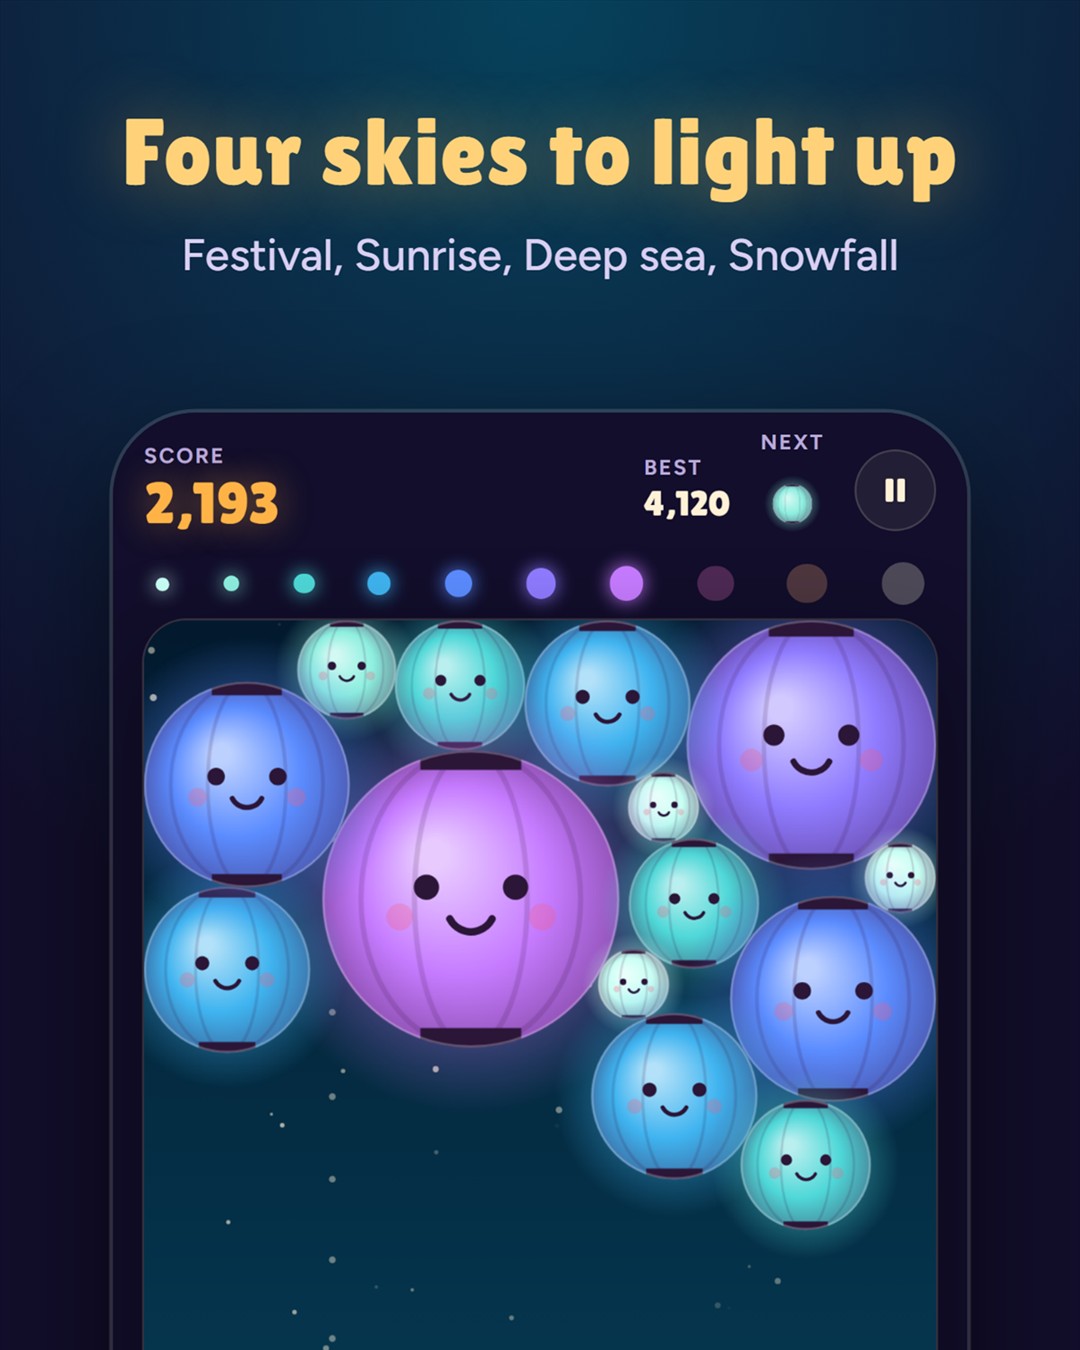 Four skies to light up
Festival, Sunrise, Deep sea, Snowfall
SCORE
2,193
BEST
4,120
NEXT